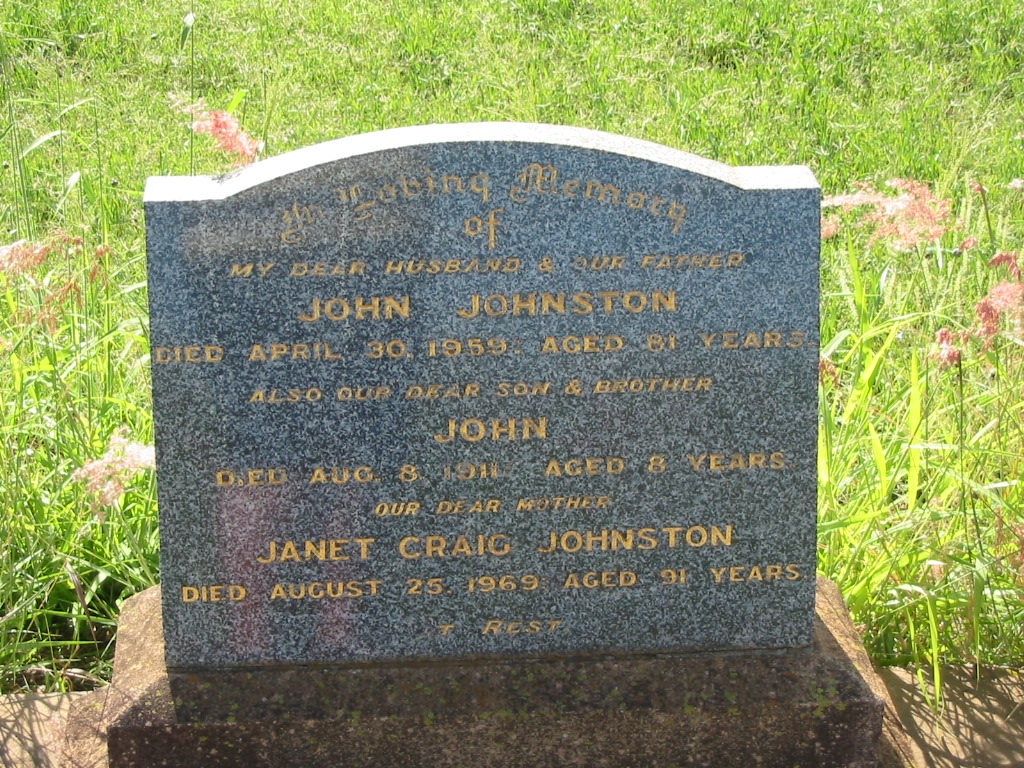 In Loving Memory
of
MY DEAR HUSBAND & OUR FATHER
JOHN JOHNSTON
DIED APRIL 30, 1959. AGED 81 YEARS.
ALSO OUR DEAR SON & BROTHER
JOHN
DIED AUG. 8, 1911. AGED 8 YEARS.
OUR DEAR MOTHER
JANET CRAIG JOHNSTON
DIED AUGUST 25, 1969 AGED 91 YEARS.
REST